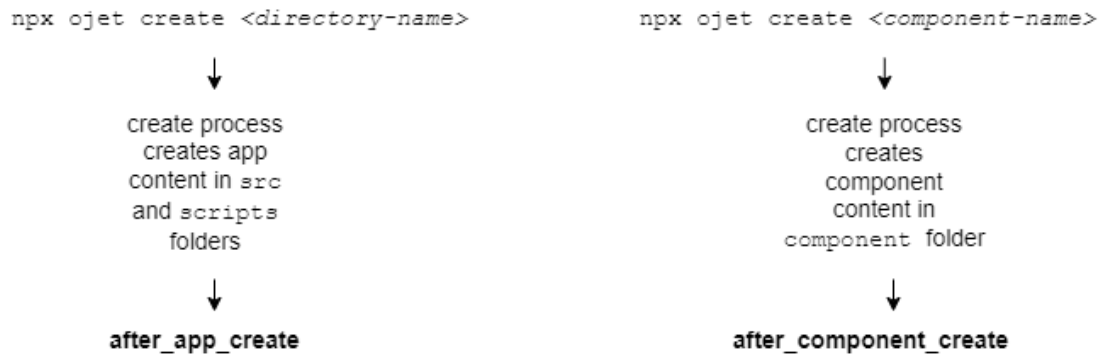 npx ojet create <directory-name>
create process
creates app
content in src
and scripts
folders
after_app_create
npx ojet create <component-name>
create process
creates
component
content in
component folder
after_component_create